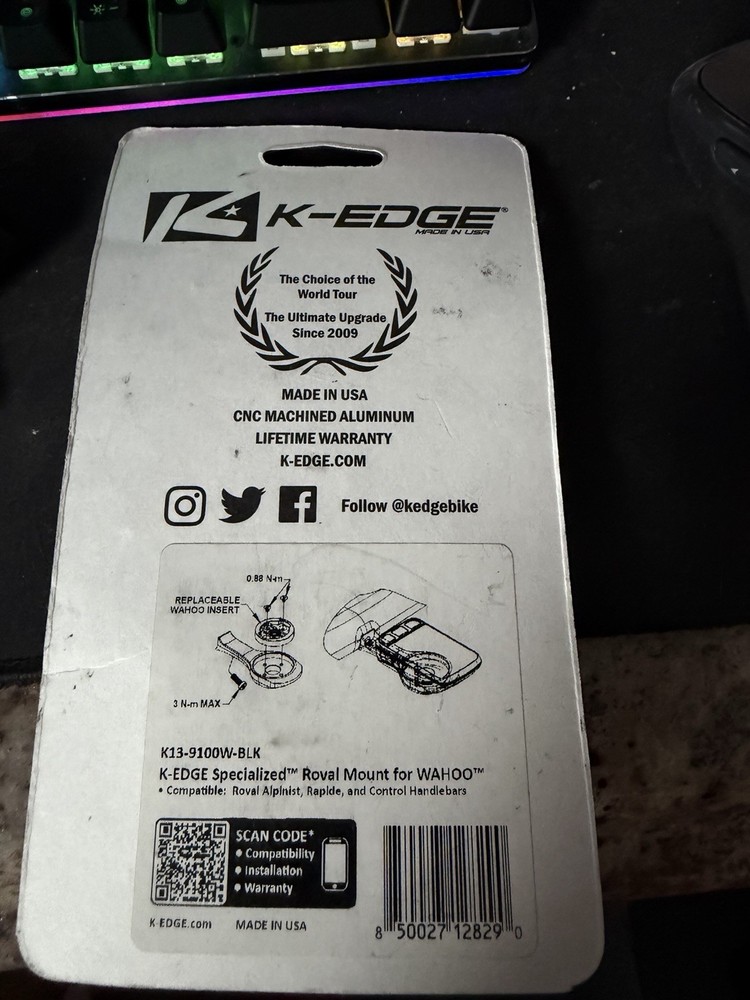 K-EDGE®
MADE IN USA
The Choice of the
World Tour
The Ultimate Upgrade
Since 2009
MADE IN USA
CNC MACHINED ALUMINUM
LIFETIME WARRANTY
K-EDGE.COM
Follow @kedgebike
0.88 N-m
REPLACEABLE
WAHOO INSERT
3 N-m MAX
K13-9100W-BLK
K-EDGE Specialized™ Roval Mount for WAHOO™
• Compatible: Roval Alpinist, Rapide, and Control Handlebars
SCAN CODE*
• Compatibility
• Installation
• Warranty
K-EDGE.com MADE IN USA
8 50027 12829 0